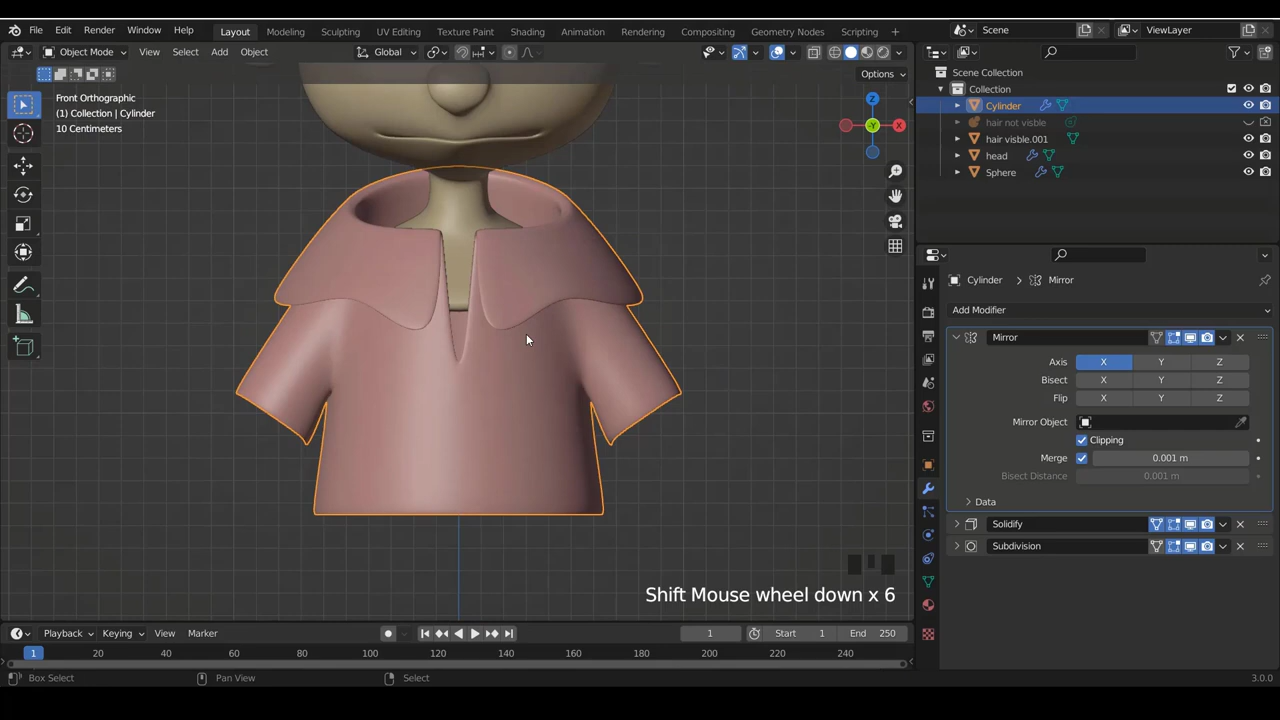 File Edit Render Window Help Layout Modeling Sculpting UV Editing Texture Paint Shading Animation Rendering Compositing Geometry Nodes Scripting + Scene ViewLayer
Object Mode View Select Add Object Global
Options
Front Orthographic
(1) Collection | Cylinder
10 Centimeters
Z
-Y
X
Scene Collection
Collection
Cylinder
hair not visble
hair visble.001
head
Sphere
Cylinder > Mirror
Add Modifier
Mirror
Axis X Y Z
Bisect X Y Z
Flip X Y Z
Mirror Object
Clipping
Merge 0.001 m
Bisect Distance 0.001 m
Data
Solidify
Subdivision
Shift Mouse wheel down x 6
Playback Keying View Marker 1 Start 1 End 250
1 20 40 60 80 100 120 140 160 180 200 220 240
Box Select Pan View Select 3.0.0